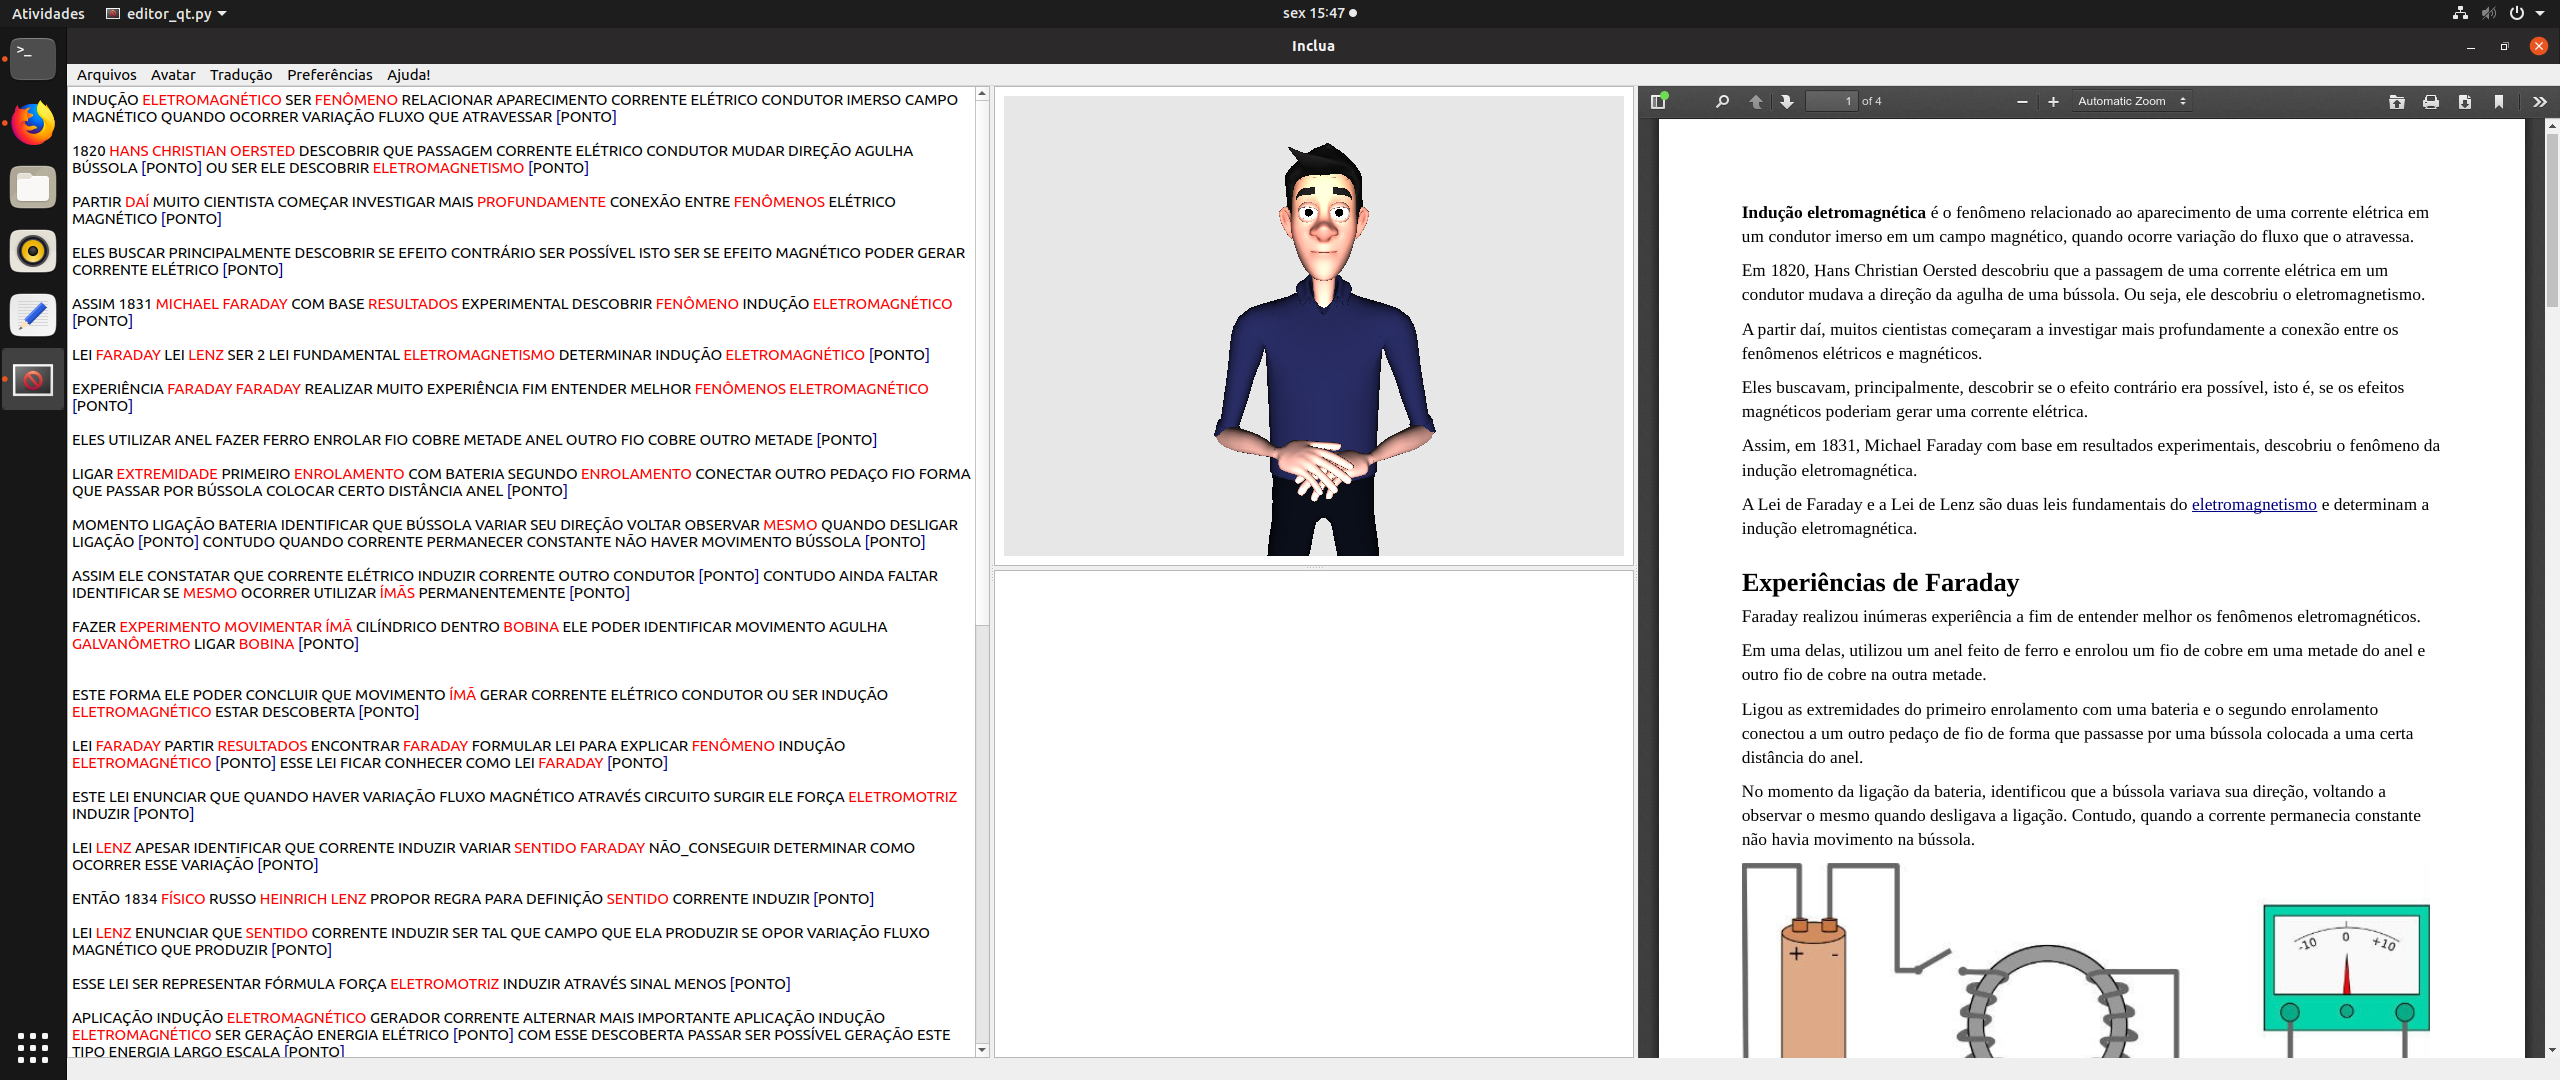 Atividades
editor_qt.py
sex 15:47
Inclua
Arquivos Avatar Tradução Preferências Ajuda!
INDUÇÃO ELETROMAGNÉTICO SER FENÔMENO RELACIONAR APARECIMENTO CORRENTE ELÉTRICO CONDUTOR IMERSO CAMPO
MAGNÉTICO QUANDO OCORRER VARIAÇÃO FLUXO QUE ATRAVESSAR [PONTO]
1820 HANS CHRISTIAN OERSTED DESCOBRIR QUE PASSAGEM CORRENTE ELÉTRICO CONDUTOR MUDAR DIREÇÃO AGULHA
BÚSSOLA [PONTO] OU SER ELE DESCOBRIR ELETROMAGNETISMO [PONTO]
PARTIR DAÍ MUITO CIENTISTA COMEÇAR INVESTIGAR MAIS PROFUNDAMENTE CONEXÃO ENTRE FENÔMENOS ELÉTRICO
MAGNÉTICO [PONTO]
ELES BUSCAR PRINCIPALMENTE DESCOBRIR SE EFEITO CONTRÁRIO SER POSSÍVEL ISTO SER SE EFEITO MAGNÉTICO PODER GERAR
CORRENTE ELÉTRICO [PONTO]
ASSIM 1831 MICHAEL FARADAY COM BASE RESULTADOS EXPERIMENTAL DESCOBRIR FENÔMENO INDUÇÃO ELETROMAGNÉTICO
[PONTO]
LEI FARADAY LEI LENZ SER 2 LEI FUNDAMENTAL ELETROMAGNETISMO DETERMINAR INDUÇÃO ELETROMAGNÉTICO [PONTO]
EXPERIÊNCIA FARADAY FARADAY REALIZAR MUITO EXPERIÊNCIA FIM ENTENDER MELHOR FENÔMENOS ELETROMAGNÉTICO
[PONTO]
ELES UTILIZAR ANEL FAZER FERRO ENROLAR FIO COBRE METADE ANEL OUTRO FIO COBRE OUTRO METADE [PONTO]
LIGAR EXTREMIDADE PRIMEIRO ENROLAMENTO COM BATERIA SEGUNDO ENROLAMENTO CONECTAR OUTRO PEDAÇO FIO FORMA
QUE PASSAR POR BÚSSOLA COLOCAR CERTO DISTÂNCIA ANEL [PONTO]
MOMENTO LIGAÇÃO BATERIA IDENTIFICAR QUE BÚSSOLA VARIAR SEU DIREÇÃO VOLTAR OBSERVAR MESMO QUANDO DESLIGAR
LIGAÇÃO [PONTO] CONTUDO QUANDO CORRENTE PERMANECER CONSTANTE NÃO HAVER MOVIMENTO BÚSSOLA [PONTO]
ASSIM ELE CONSTATAR QUE CORRENTE ELÉTRICO INDUZIR CORRENTE OUTRO CONDUTOR [PONTO] CONTUDO AINDA FALTAR
IDENTIFICAR SE MESMO OCORRER UTILIZAR ÍMÃS PERMANENTEMENTE [PONTO]
FAZER EXPERIMENTO MOVIMENTAR ÍMÃ CILÍNDRICO DENTRO BOBINA ELE PODER IDENTIFICAR MOVIMENTO AGULHA
GALVANÔMETRO LIGAR BOBINA [PONTO]
ESTE FORMA ELE PODER CONCLUIR QUE MOVIMENTO ÍMÃ GERAR CORRENTE ELÉTRICO CONDUTOR OU SER INDUÇÃO
ELETROMAGNÉTICO ESTAR DESCOBERTA [PONTO]
LEI FARADAY PARTIR RESULTADOS ENCONTRAR FARADAY FORMULAR LEI PARA EXPLICAR FENÔMENO INDUÇÃO
ELETROMAGNÉTICO [PONTO] ESSE LEI FICAR CONHECER COMO LEI FARADAY [PONTO]
ESTE LEI ENUNCIAR QUE QUANDO HAVER VARIAÇÃO FLUXO MAGNÉTICO ATRAVÉS CIRCUITO SURGIR ELE FORÇA ELETROMOTRIZ
INDUZIR [PONTO]
LEI LENZ APESAR IDENTIFICAR QUE CORRENTE INDUZIR VARIAR SENTIDO FARADAY NÃO_CONSEGUIR DETERMINAR COMO
OCORRER ESSE VARIAÇÃO [PONTO]
ENTÃO 1834 FÍSICO RUSSO HEINRICH LENZ PROPOR REGRA PARA DEFINIÇÃO SENTIDO CORRENTE INDUZIR [PONTO]
LEI LENZ ENUNCIAR QUE SENTIDO CORRENTE INDUZIR SER TAL QUE CAMPO QUE ELA PRODUZIR SE OPOR VARIAÇÃO FLUXO
MAGNÉTICO QUE PRODUZIR [PONTO]
ESSE LEI SER REPRESENTAR FÓRMULA FORÇA ELETROMOTRIZ INDUZIR ATRAVÉS SINAL MENOS [PONTO]
APLICAÇÃO INDUÇÃO ELETROMAGNÉTICO GERADOR CORRENTE ALTERNAR MAIS IMPORTANTE APLICAÇÃO INDUÇÃO
ELETROMAGNÉTICO SER GERAÇÃO ENERGIA ELÉTRICO [PONTO] COM ESSE DESCOBERTA PASSAR SER POSSÍVEL GERAÇÃO ESTE
TIPO ENERGIA LARGO ESCALA [PONTO]
1 of 4
Automatic Zoom
Indução eletromagnética é o fenômeno relacionado ao aparecimento de uma corrente elétrica em
um condutor imerso em um campo magnético, quando ocorre variação do fluxo que o atravessa.
Em 1820, Hans Christian Oersted descobriu que a passagem de uma corrente elétrica em um
condutor mudava a direção da agulha de uma bússola. Ou seja, ele descobriu o eletromagnetismo.
A partir daí, muitos cientistas começaram a investigar mais profundamente a conexão entre os
fenômenos elétricos e magnéticos.
Eles buscavam, principalmente, descobrir se o efeito contrário era possível, isto é, se os efeitos
magnéticos poderiam gerar uma corrente elétrica.
Assim, em 1831, Michael Faraday com base em resultados experimentais, descobriu o fenômeno da
indução eletromagnética.
A Lei de Faraday e a Lei de Lenz são duas leis fundamentais do eletromagnetismo e determinam a
indução eletromagnética.
Experiências de Faraday
Faraday realizou inúmeras experiência a fim de entender melhor os fenômenos eletromagnéticos.
Em uma delas, utilizou um anel feito de ferro e enrolou um fio de cobre em uma metade do anel e
outro fio de cobre na outra metade.
Ligou as extremidades do primeiro enrolamento com uma bateria e o segundo enrolamento
conectou a um outro pedaço de fio de forma que passasse por uma bússola colocada a uma certa
distância do anel.
No momento da ligação da bateria, identificou que a bússola variava sua direção, voltando a
observar o mesmo quando desligava a ligação. Contudo, quando a corrente permanecia constante
não havia movimento na bússola.
+ -
-10 0 +10